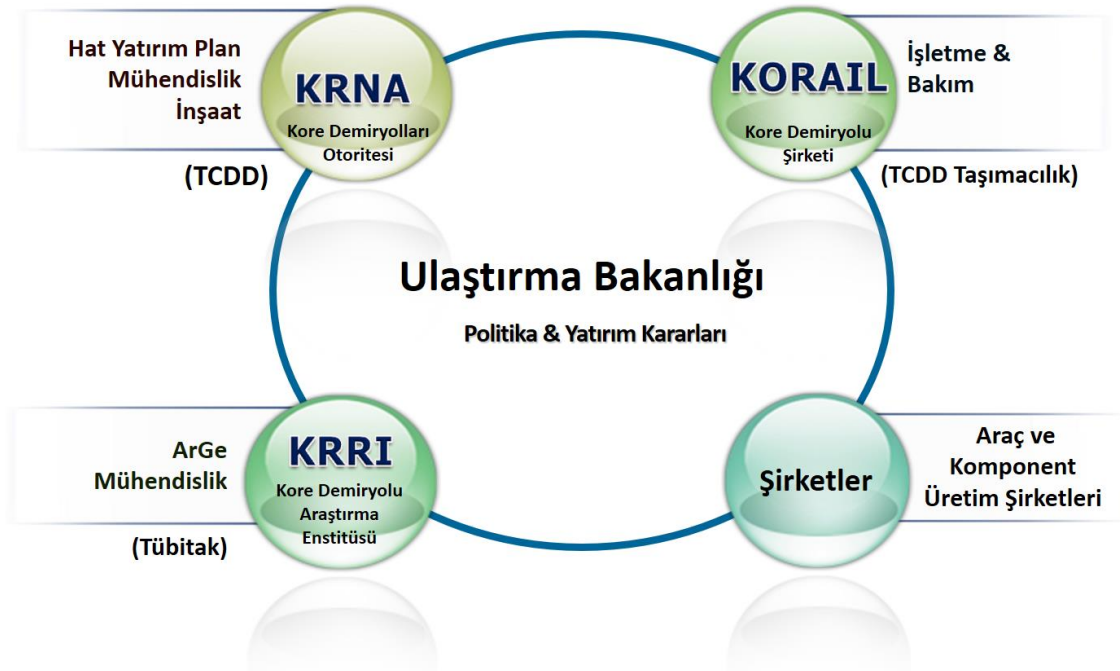 Hat Yatırım Plan
Mühendislik
İnşaat
KRNA
Kore Demiryolları
Otoritesi
(TCDD)
KORAIL
Kore Demiryolu
Şirketi
İşletme &
Bakım
(TCDD Taşımacılık)
Ulaştırma Bakanlığı
Politika & Yatırım Kararları
ArGe
Mühendislik
KRRI
Kore Demiryolu
Araştırma
Enstitüsü
(Tübitak)
Şirketler
Araç ve
Komponent
Üretim Şirketleri